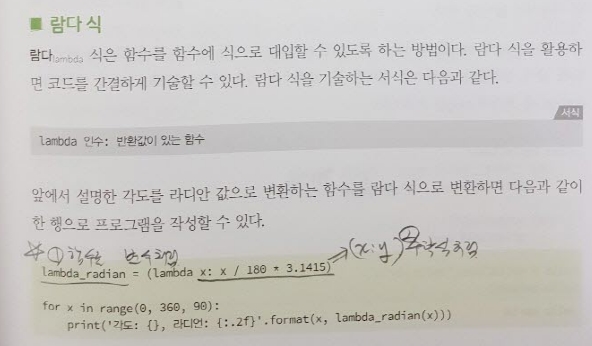 ■ 람다 식
람다lambda 식은 함수를 함수에 식으로 대입할 수 있도록 하는 방법이다. 람다 식을 활용하
면 코드를 간결하게 기술할 수 있다. 람다 식을 기술하는 서식은 다음과 같다.
서식
lambda 인수: 반환값이 있는 함수
앞에서 설명한 각도를 라디안 값으로 변환하는 함수를 람다 식으로 변환하면 다음과 같이
한 행으로 프로그램을 작성할 수 있다.
① 함수를 변수처럼 → (x:y) ② 수학식처럼
lambda_radian = (lambda x: x / 180 * 3.1415)
for x in range(0, 360, 90):
print('각도: {}, 라디언: {:.2f}'.format(x, lambda_radian(x)))